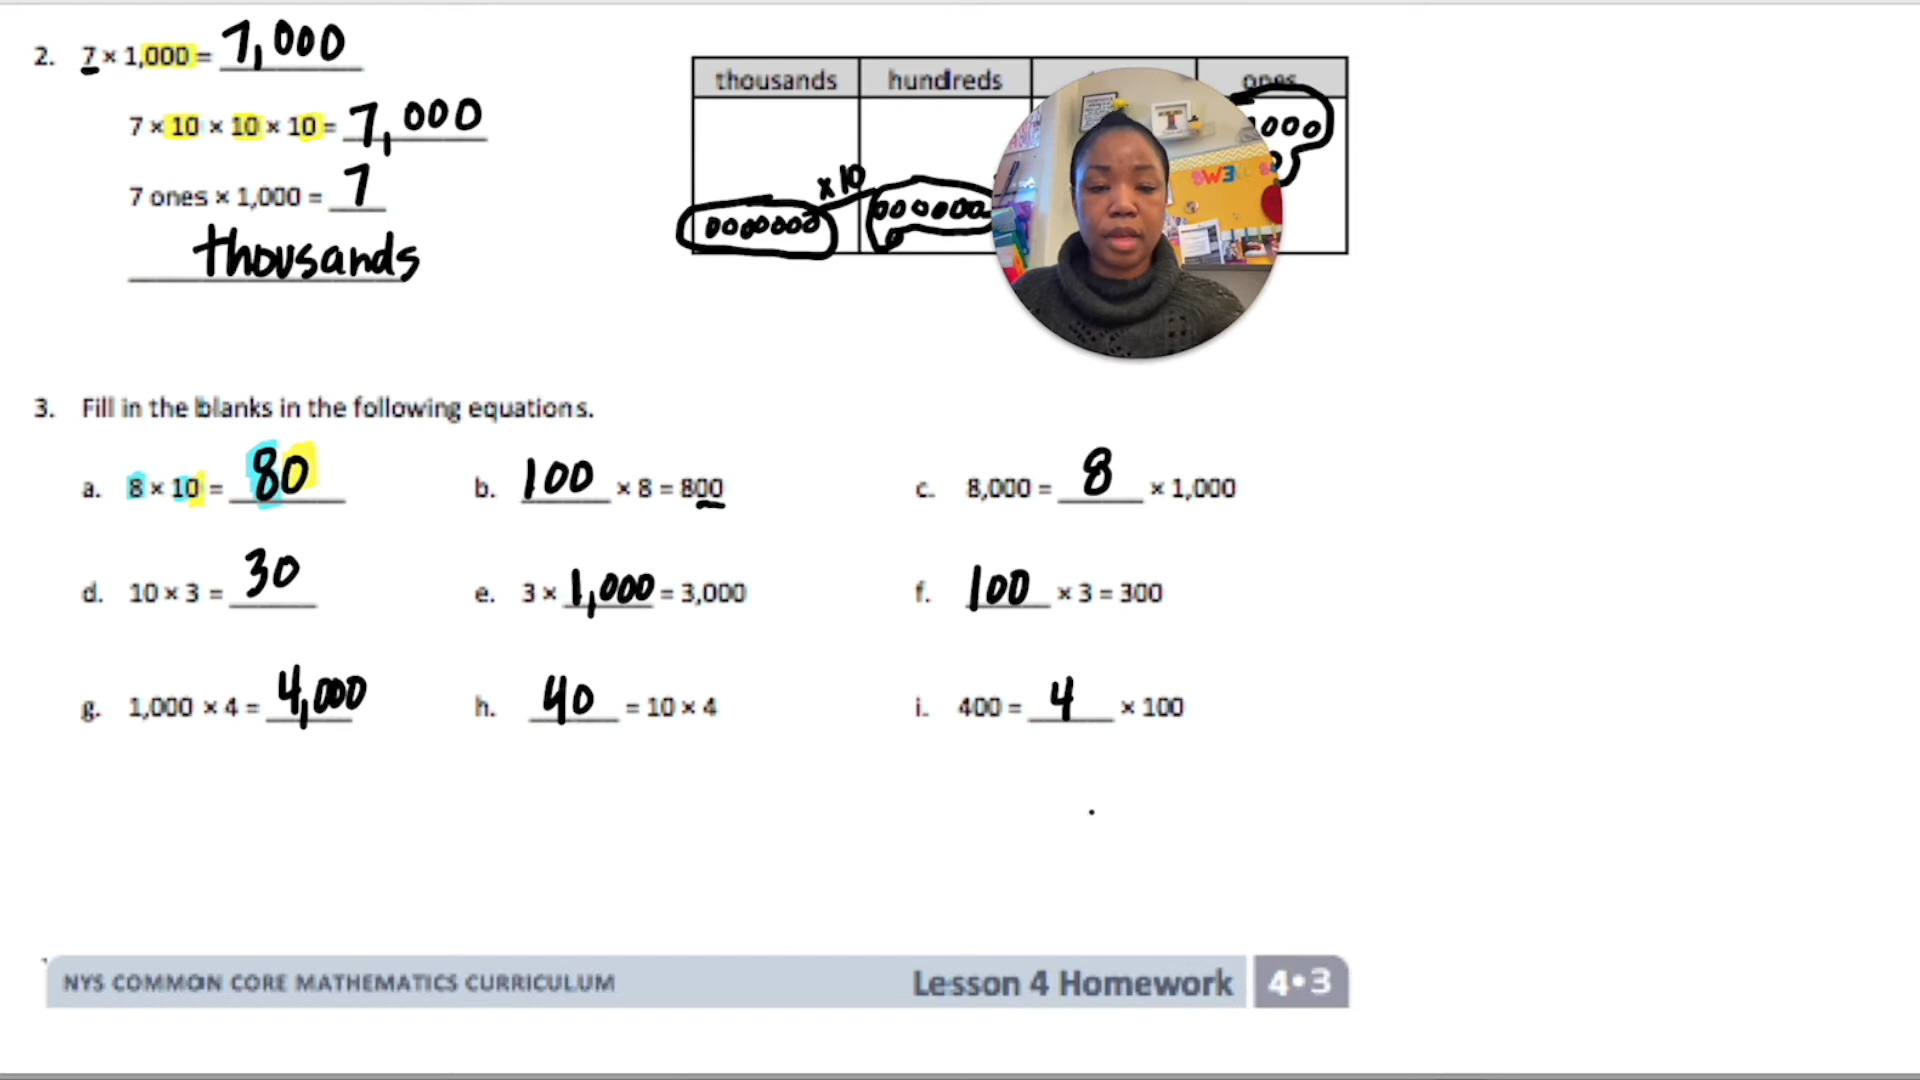 2. 7 × 1,000 = 7,000
7 × 10 × 10 × 10 = 7,000
7 ones × 1,000 = 7
thousands
thousands hundreds ones
×10
3. Fill in the blanks in the following equations.
a. 8 × 10 = 80 b. 100 × 8 = 800 c. 8,000 = 8 × 1,000
d. 10 × 3 = 30 e. 3 × 1,000 = 3,000 f. 100 × 3 = 300
g. 1,000 × 4 = 4,000 h. 40 = 10 × 4 i. 400 = 4 × 100
NYS COMMON CORE MATHEMATICS CURRICULUM Lesson 4 Homework 4•3